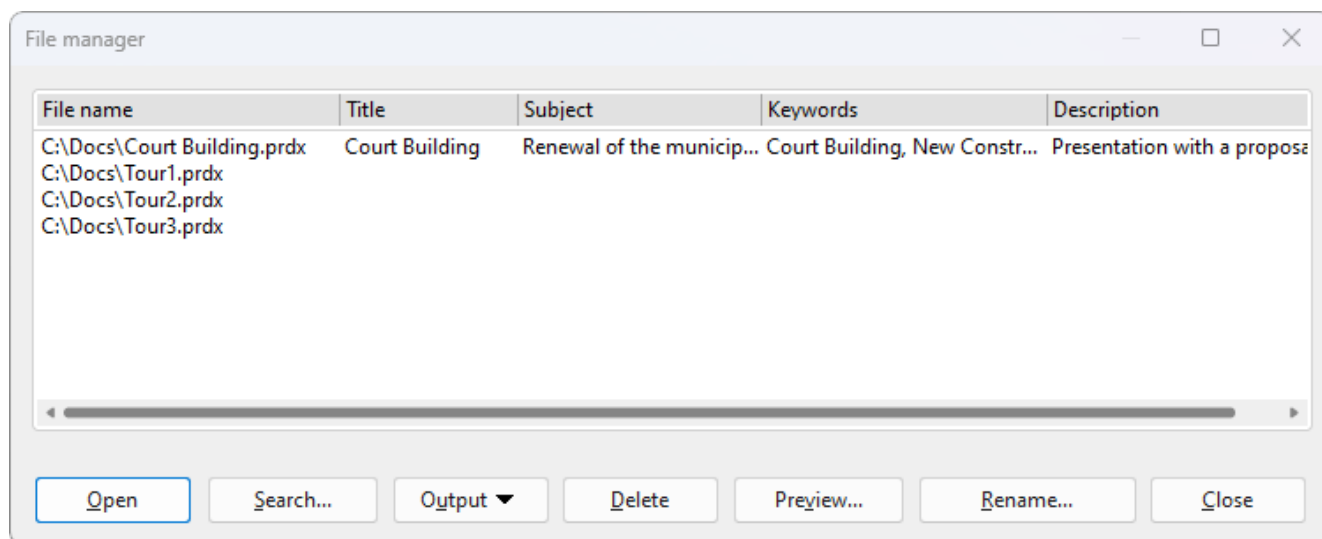 File manager
File name Title Subject Keywords Description
C:\Docs\Court Building.prdx Court Building Renewal of the municip... Court Building, New Constr... Presentation with a proposa
C:\Docs\Tour1.prdx
C:\Docs\Tour2.prdx
C:\Docs\Tour3.prdx
Open Search... Output Delete Preview... Rename... Close